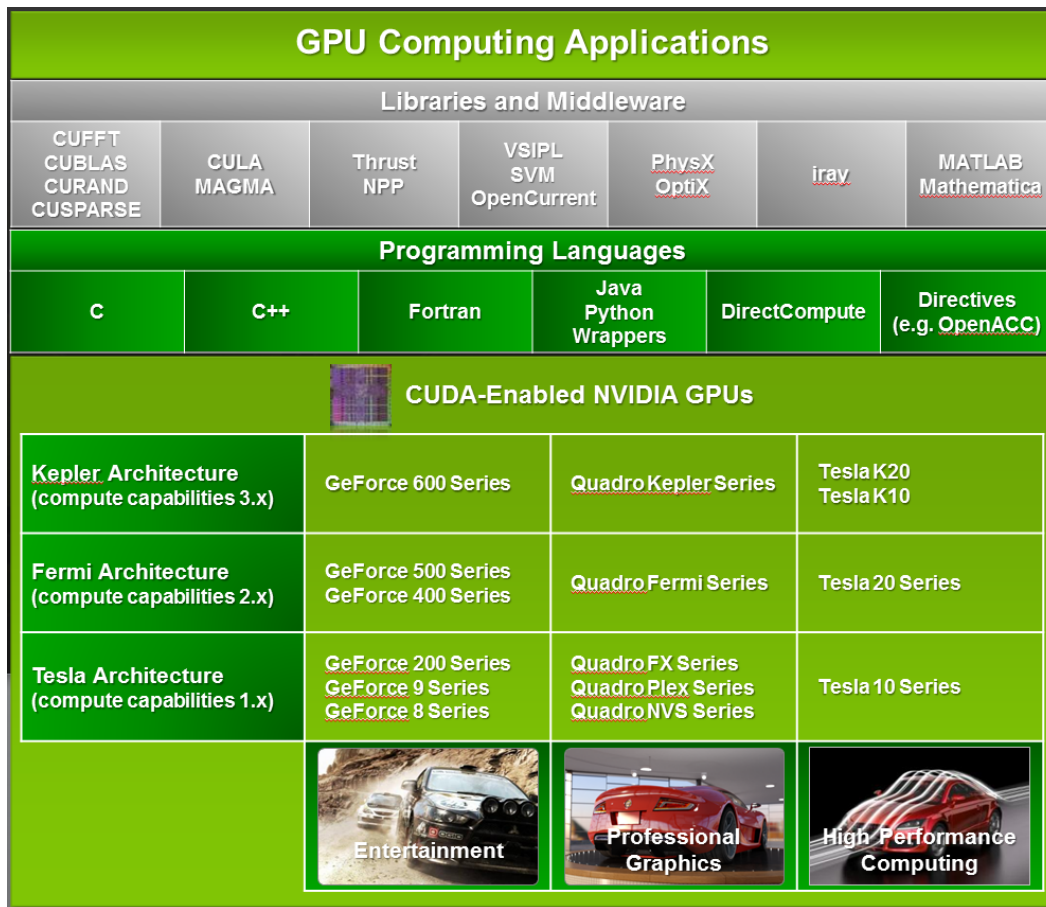 GPU Computing Applications
Libraries and Middleware
CUFFT
CUBLAS
CURAND
CUSPARSE
CULA
MAGMA
Thrust
NPP
VSIPL
SVM
OpenCurrent
PhysX
OptiX
iray
MATLAB
Mathematica
Programming Languages
C
C++
Fortran
Java
Python
Wrappers
DirectCompute
Directives
(e.g. OpenACC)
CUDA-Enabled NVIDIA GPUs
Kepler Architecture
(compute capabilities 3.x)
GeForce 600 Series
Quadro Kepler Series
Tesla K20
Tesla K10
Fermi Architecture
(compute capabilities 2.x)
GeForce 500 Series
GeForce 400 Series
Quadro Fermi Series
Tesla 20 Series
Tesla Architecture
(compute capabilities 1.x)
GeForce 200 Series
GeForce 9 Series
GeForce 8 Series
Quadro FX Series
Quadro Plex Series
Quadro NVS Series
Tesla 10 Series
Entertainment
Professional
Graphics
High Performance
Computing